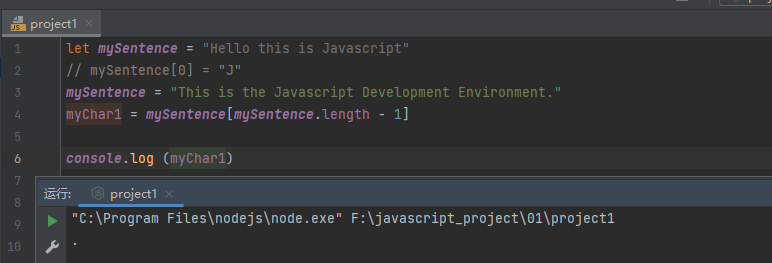 project1
JS
1 let mySentence = "Hello this is Javascript"
2 // mySentence[0] = "J"
3 mySentence = "This is the Javascript Development Environment."
4 myChar1 = mySentence[mySentence.length - 1]
5
6 console.log (myChar1)
7
8 运行: project1
9 "C:\Program Files\nodejs\node.exe" F:\javascript_project\01\project1
10 .